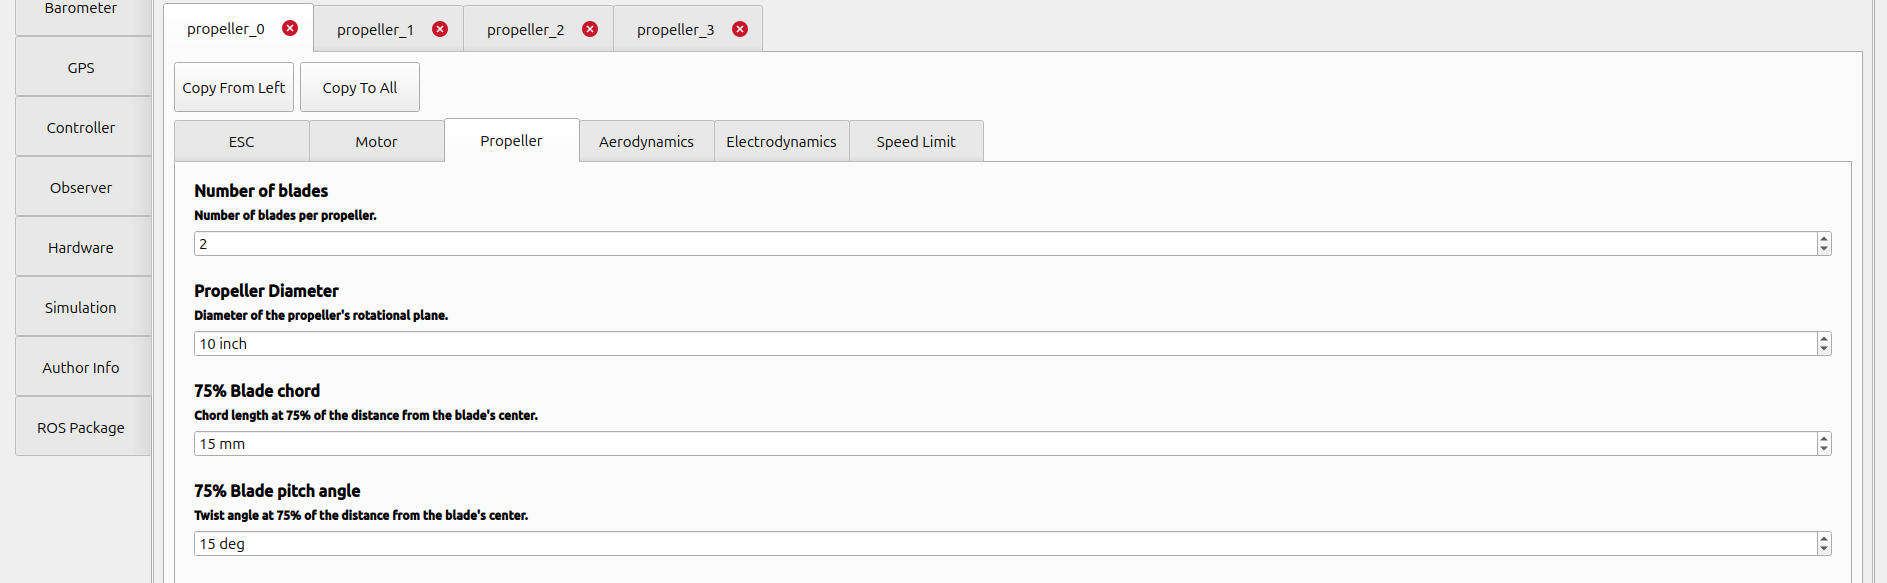 Barometer
GPS
Controller
Observer
Hardware
Simulation
Author Info
ROS Package
propeller_0 propeller_1 propeller_2 propeller_3
Copy From Left Copy To All
ESC Motor Propeller Aerodynamics Electrodynamics Speed Limit
Number of blades
Number of blades per propeller.
2
Propeller Diameter
Diameter of the propeller's rotational plane.
10 inch
75% Blade chord
Chord length at 75% of the distance from the blade's center.
15 mm
75% Blade pitch angle
Twist angle at 75% of the distance from the blade's center.
15 deg